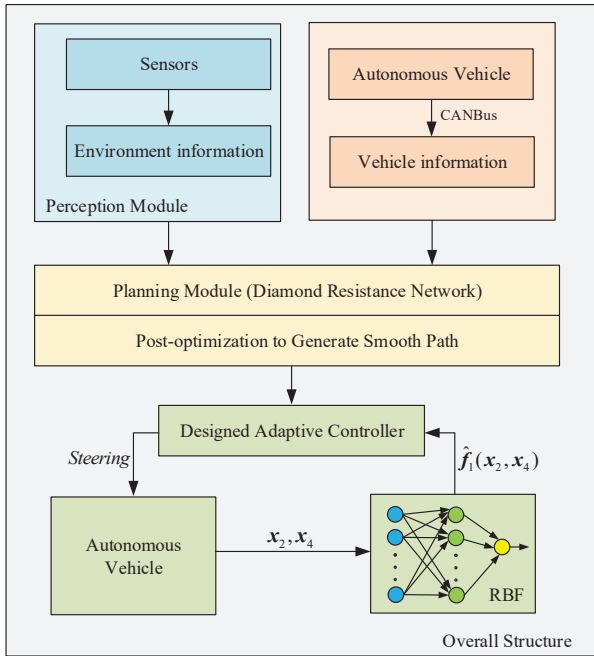 Sensors
Environment information
Perception Module
Autonomous Vehicle
CANBus
Vehicle information
Planning Module (Diamond Resistance Network)
Post-optimization to Generate Smooth Path
Designed Adaptive Controller
Steering
f̂₁(x₂, x₄)
Autonomous
Vehicle
x₂, x₄
RBF
Overall Structure